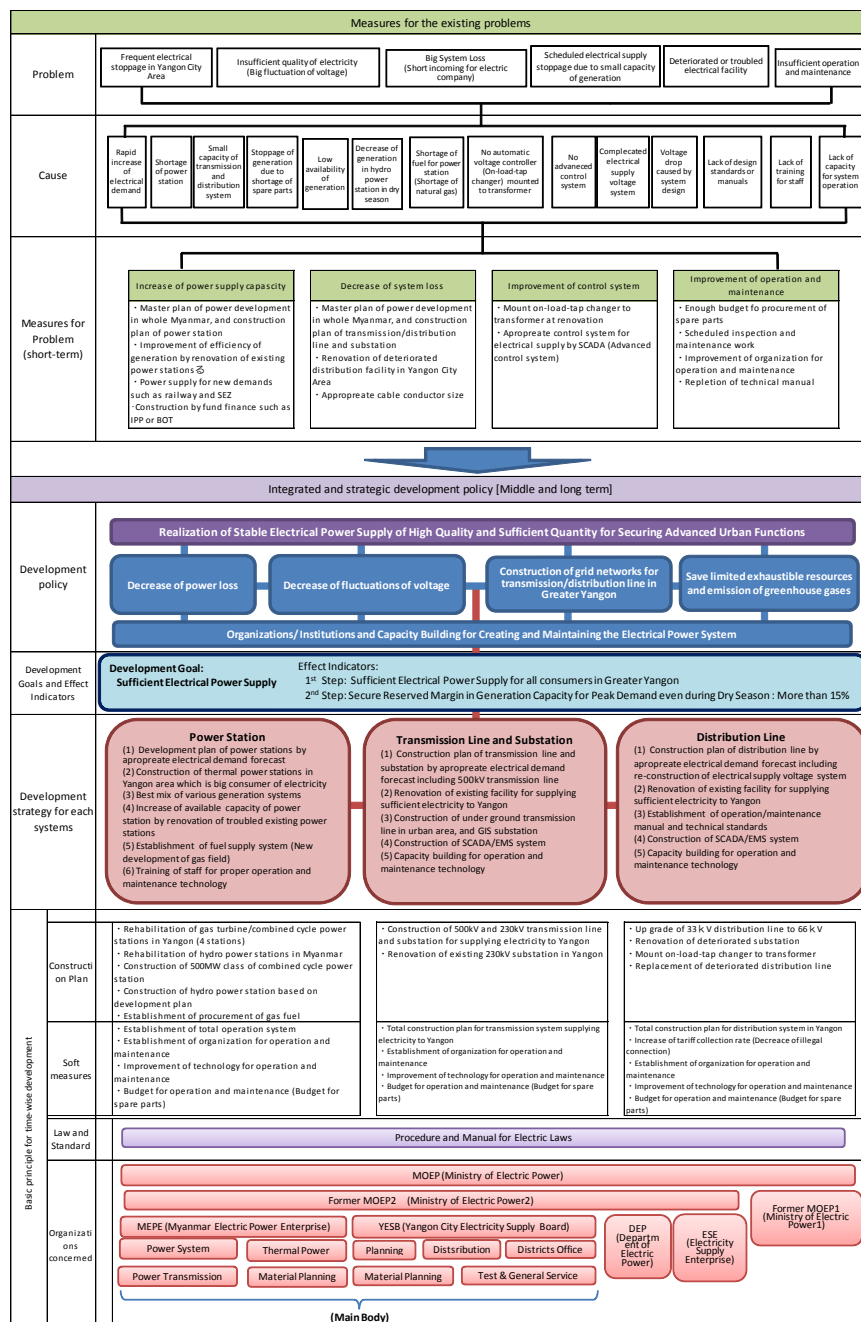 Measures for the existing problems
Problem
Frequent electrical
stoppage in Yangon City
Area
Insufficient quality of electricity
(Big fluctuation of voltage)
Big System Loss
(Short incoming for electric
company)
Scheduled electrical supply
stoppage due to small capacity
of generation
Deteriorated or troubled
electrical facility
Insufficient operation
and maintenance
Cause
Rapid
increase
of
electrical
demand
Shortage
of power
station
Small
capacity of
transmission
and
distribution
system
Stoppage of
generation
due to
shortage of
spare parts
Low
availability
of
generation
Decrease of
generation
in hydro
power
station in dry
season
Shortage of
fuel for power
station
(Shortage of
natural gas)
No automatic
voltage controller
(On-load-tap
changer) mounted
to transformer
No
advaneced
control
system
Complecated
electrical
supply
voltage
system
Voltage
drop
caused by
system
design
Lack of design
standards or
manuals
Lack of
training
for staff
Lack of
capacity
for system
operation
Measures for
Problem
(short-term)
Increase of power supply capascity
・Master plan of power development
in whole Myanmar, and construction
plan of power station
・Improvement of efficiency of
generation by renovation of existing
power stations る
・Power supply for new demands
such as railway and SEZ
・Construction by fund finance such as
IPP or BOT
Decrease of system loss
・Master plan of power development
in whole Myanmar, and construction
plan of transmission/distribution
line and substation
・Renovation of deteriorated
distribution facility in Yangon City
Area
・Appropreate cable conductor size
Improvement of control system
・Mount on-load-tap changer to
transformer at renovation
・Apropreate control system for
electrical supply by SCADA (Advanced
control system)
Improvement of operation and
maintenance
・Enough budget fo procurement of
spare parts
・Scheduled inspection and
maintenance work
・Improvement of organization for
operation and maintenance
・Repletion of technical manual
Integrated and strategic development policy [Middle and long term]
Development
policy
Realization of Stable Electrical Power Supply of High Quality and Sufficient Quantity for Securing Advanced Urban Functions
Decrease of power loss
Decrease of fluctuations of voltage
Construction of grid networks for
transmission/distribution line in
Greater Yangon
Save limited exhaustible resources
and emission of greenhouse gases
Organizations/ Institutions and Capacity Building for Creating and Maintaining the Electrical Power System
Development
Goals and Effect
Indicators
Development Goal:
Sufficient Electrical Power Supply
Effect Indicators:
1st Step: Sufficient Electrical Power Supply for all consumers in Greater Yangon
2nd Step: Secure Reserved Margin in Generation Capacity for Peak Demand even during Dry Season : More than 15%
Development
strategy for each
systems
Power Station
(1) Development plan of power stations by
apropreate electrical demand forecast
(2) Construction of thermal power stations in
Yangon area which is big consumer of electricity
(3) Best mix of various generation systems
(4) Increase of available capacity of power
station by renovation of troubled existing power
stations
(5) Establishment of fuel supply system (New
development of gas field)
(6) Training of staff for proper operation and
maintenance technology
Transmission Line and Substation
(1) Construction plan of transmission line and
substation by apropreate electrical demand
forecast including 500kV transmission line
(2) Renovation of existing facility for supplying
sufficient electricity to Yangon
(3) Construction of under ground transmission
line in urban area, and GIS substation
(4) Construction of SCADA/EMS system
(5) Capacity building for operation and
maintenance technology
Distribution Line
(1) Construction plan of distribution line by
apropreate electrical demand forecast including
re-construction of electrical supply voltage system
(2) Renovation of existing facility for supplying
sufficient electricity to Yangon
(3) Establishment of operation/maintenance
manual and technical standards
(4) Construction of SCADA/EMS system
(5) Capacity building for operation and
maintenance technology
Basic principle for time-wise development
Constructi
on Plan
・Rehabilitation of gas turbine/combined cycle power
stations in Yangon (4 stations)
・Rehabilitation of hydro power stations in Myanmar
・Construction of 500MW class of combined cycle power
station
・Construction of hydro power station based on
development plan
・Establishment of procurement of gas fuel
・Construction of 500kV and 230kV transmission line
and substation for supplying electricity to Yangon
・Renovation of existing 230kV substation in Yangon
・Up grade of 33ｋV distribution line to 66ｋV
・Renovation of deteriorated substation
・Mount on-load-tap changer to transformer
・Replacement of deteriorated distribution line
Soft
measures
・Establishment of total operation system
・Establishment of organization for operation and
maintenance
・Improvement of technology for operation and
maintenance
・Budget for operation and maintenance (Budget for
spare parts)
・Total construction plan for transmission system supplying
electricity to Yangon
・Establishment of organization for operation and
maintenance
・Improvement of technology for operation and maintenance
・Budget for operation and maintenance (Budget for spare
parts)
・Total construction plan for distribution system in Yangon
・Increase of tariff collection rate (Decreace of illegal
connection)
・Establishment of organization for operation and
maintenance
・Improvement of technology for operation and maintenance
・Budget for operation and maintenance (Budget for spare
parts)
Law and
Standard
Procedure and Manual for Electric Laws
Organizati
ons
concerned
MOEP (Ministry of Electric Power)
Former MOEP2 (Ministry of Electric Power2)
Former MOEP1
(Ministry of Electric
Power1)
MEPE (Myanmar Electric Power Enterprise)
YESB (Yangon City Electricity Supply Board)
DEP
(Departm
ent of
Electric
Power)
ESE
(Electricity
Supply
Enterprise)
Power System
Thermal Power
Planning
Distsribution
Districts Office
Power Transmission
Material Planning
Material Planning
Test & General Service
(Main Body)